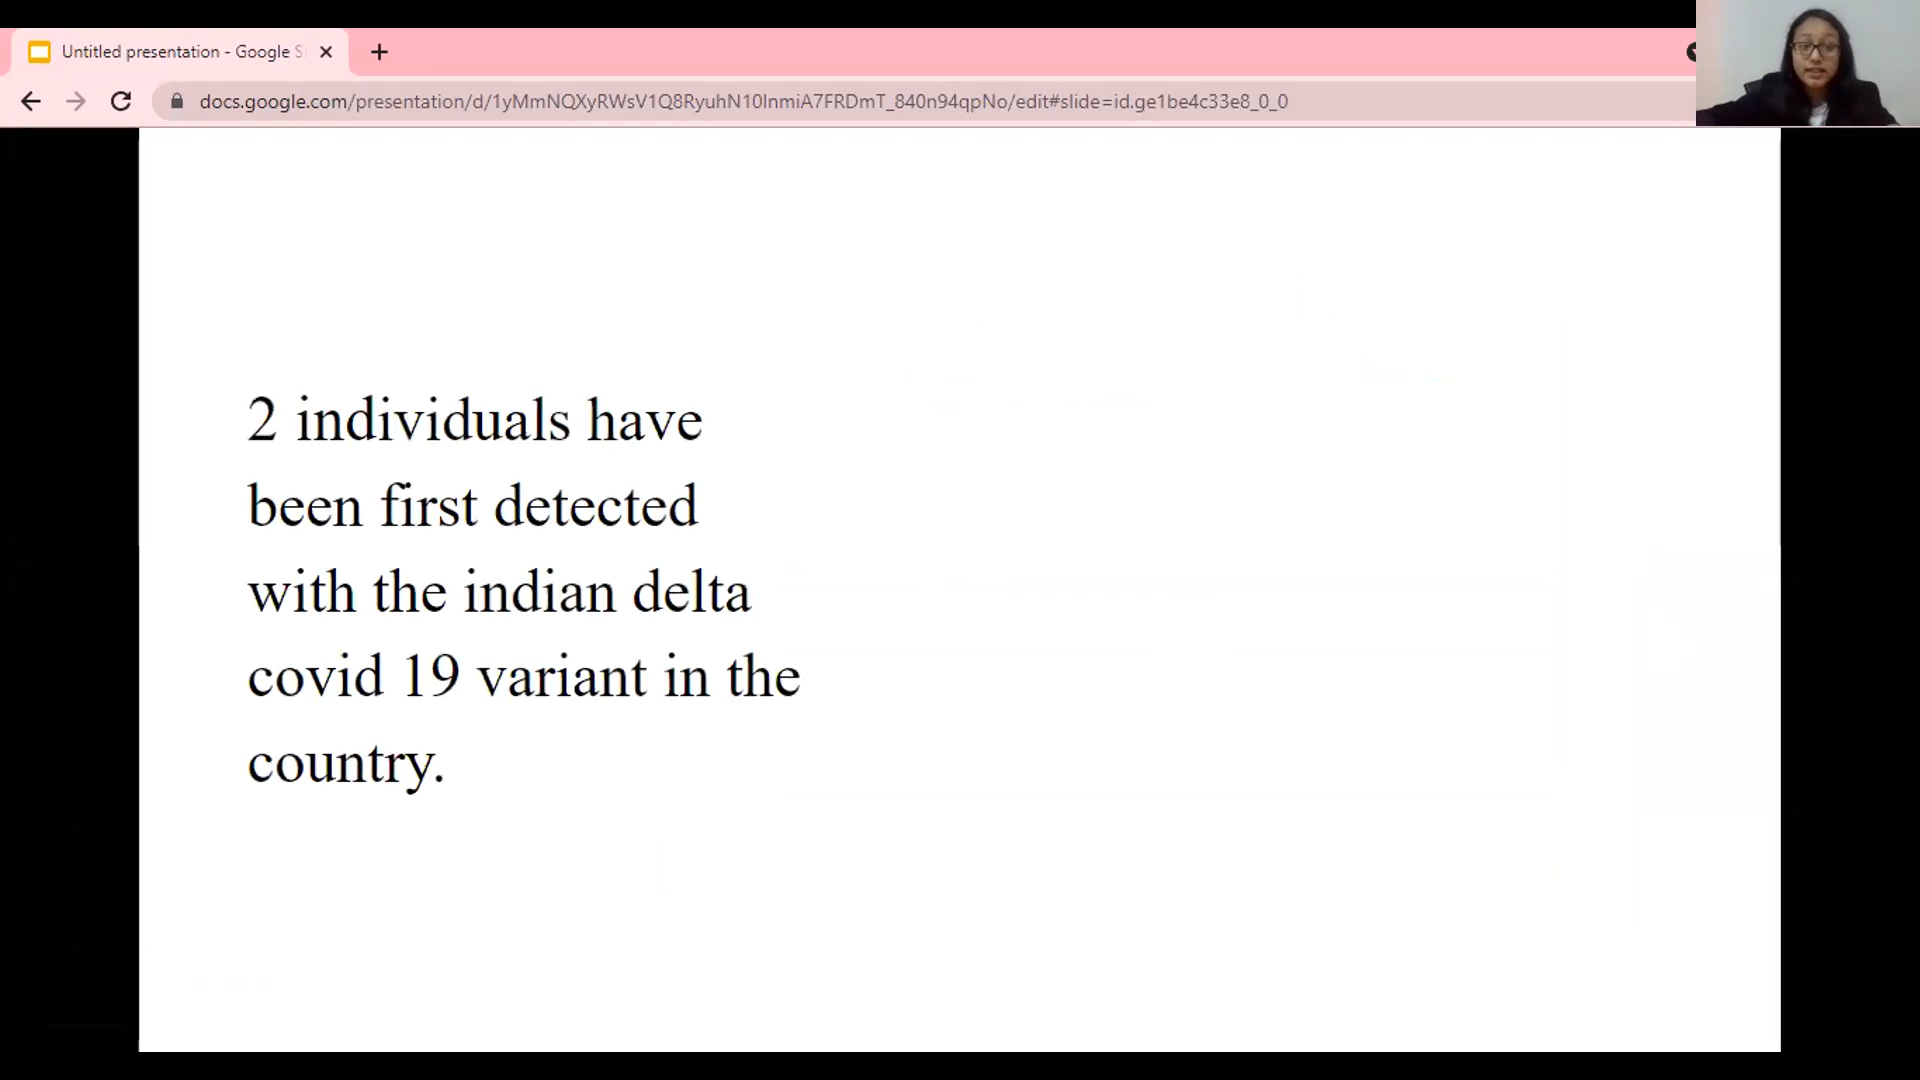 Untitled presentation - Google S
docs.google.com/presentation/d/1yMmNQXyRWsV1Q8RyuhN10InmiA7FRDmT_840n94qpNo/edit#slide=id.ge1be4c33e8_0_0
2 individuals have
been first detected
with the indian delta
covid 19 variant in the
country.